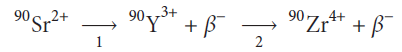 ⁹⁰Sr²⁺ ⟶₁ ⁹⁰Y³⁺ + β⁻ ⟶₂ ⁹⁰Zr⁴⁺ + β⁻